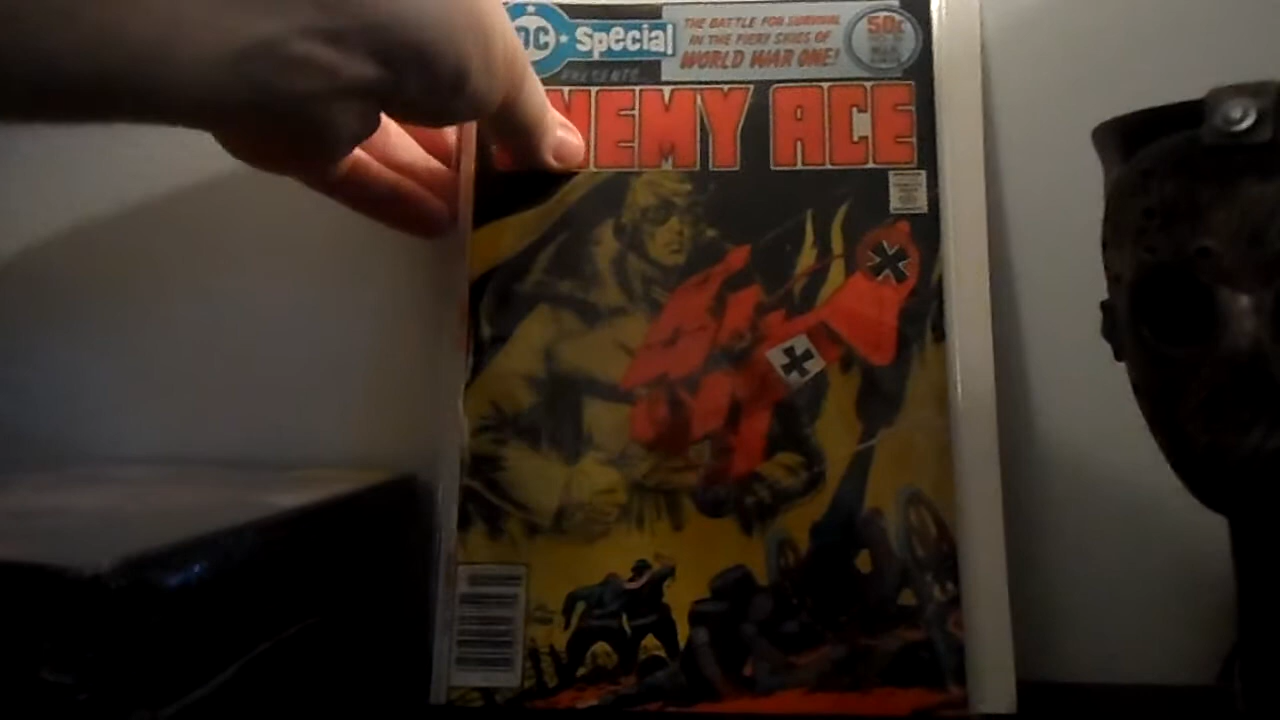 DC Special
PRESENTS
THE BATTLE FOR SURVIVAL
IN THE FIERY SKIES OF
WORLD WAR ONE!
50¢
NEMY ACE